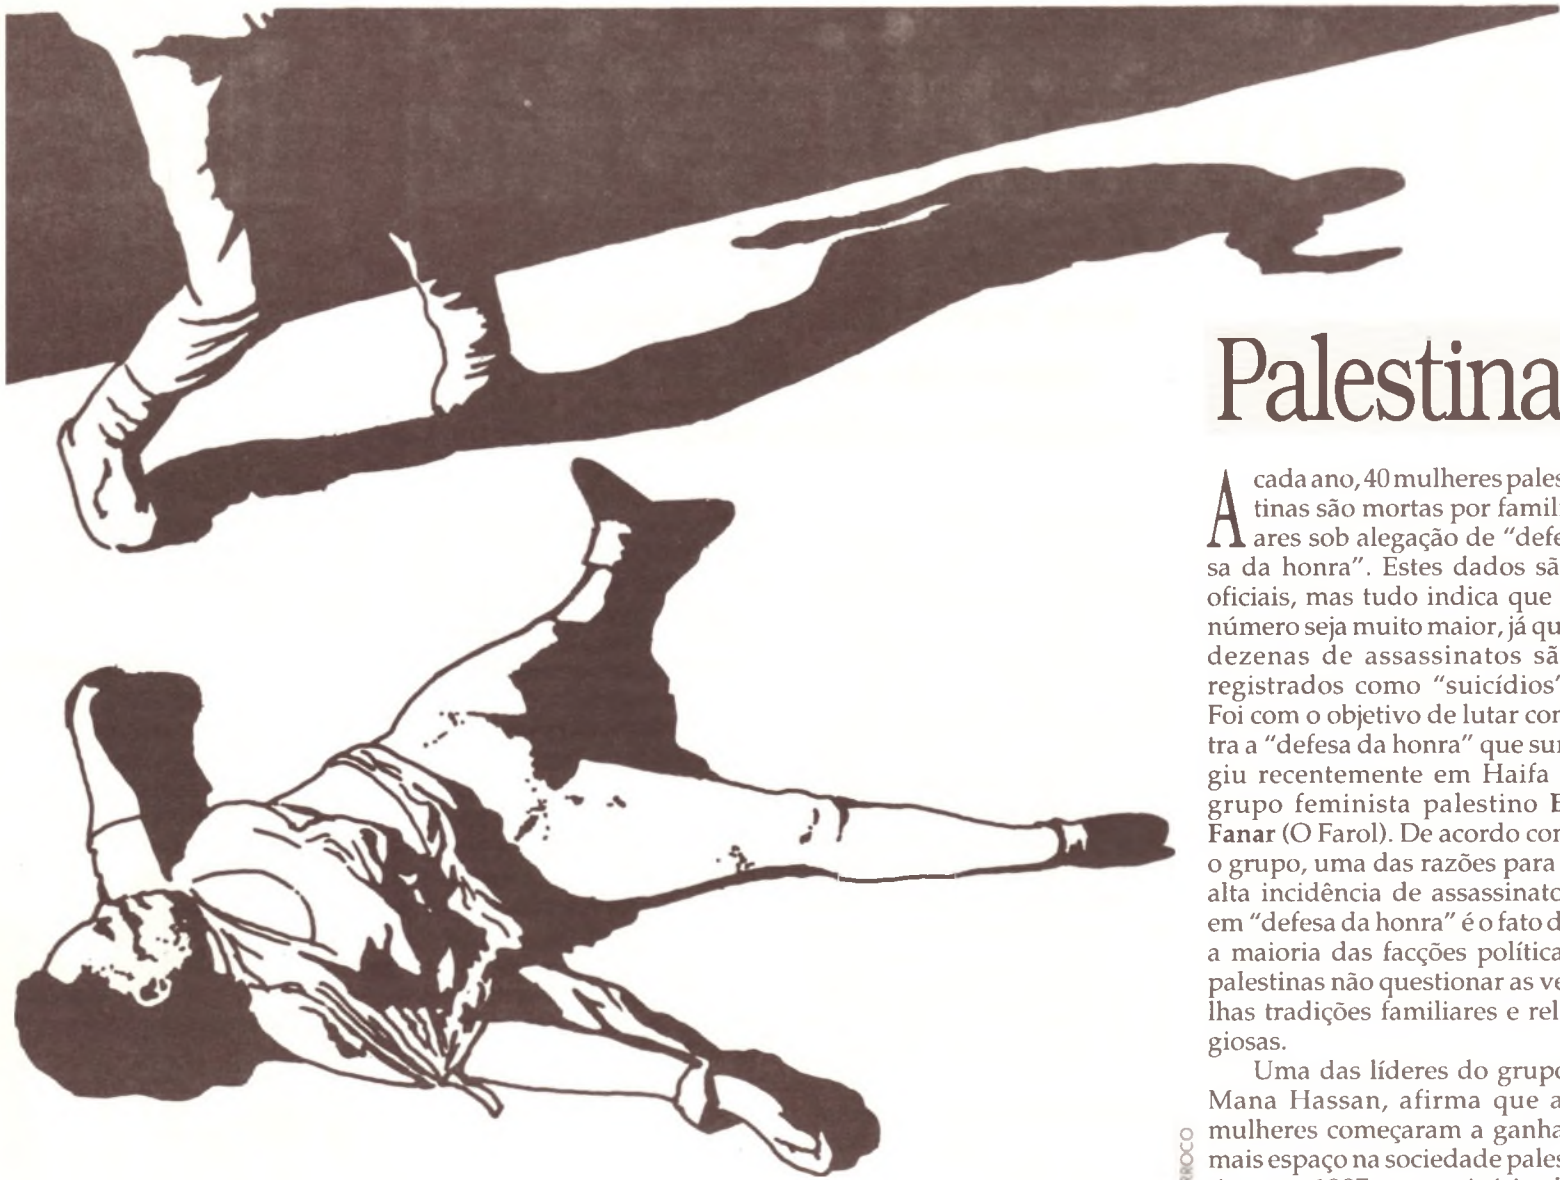 Palestina
A cada ano, 40 mulheres pales
tinas são mortas por famili
ares sob alegação de "defe
sa da honra". Estes dados sã
oficiais, mas tudo indica que
número seja muito maior, já qu
dezenas de assassinatos sã
registrados como "suicídios"
Foi com o objetivo de lutar con
tra a "defesa da honra" que sur
giu recentemente em Haifa
grupo feminista palestino E
Fanar (O Farol). De acordo con
o grupo, uma das razões para
alta incidência de assassinato
em "defesa da honra" é o fato d
a maioria das facções política
palestinas não questionar as ve
lhas tradições familiares e rel
giosas.
Uma das líderes do grupo
Mana Hassan, afirma que a
mulheres começaram a ganha
mais espaço na sociedade pales
RROCO